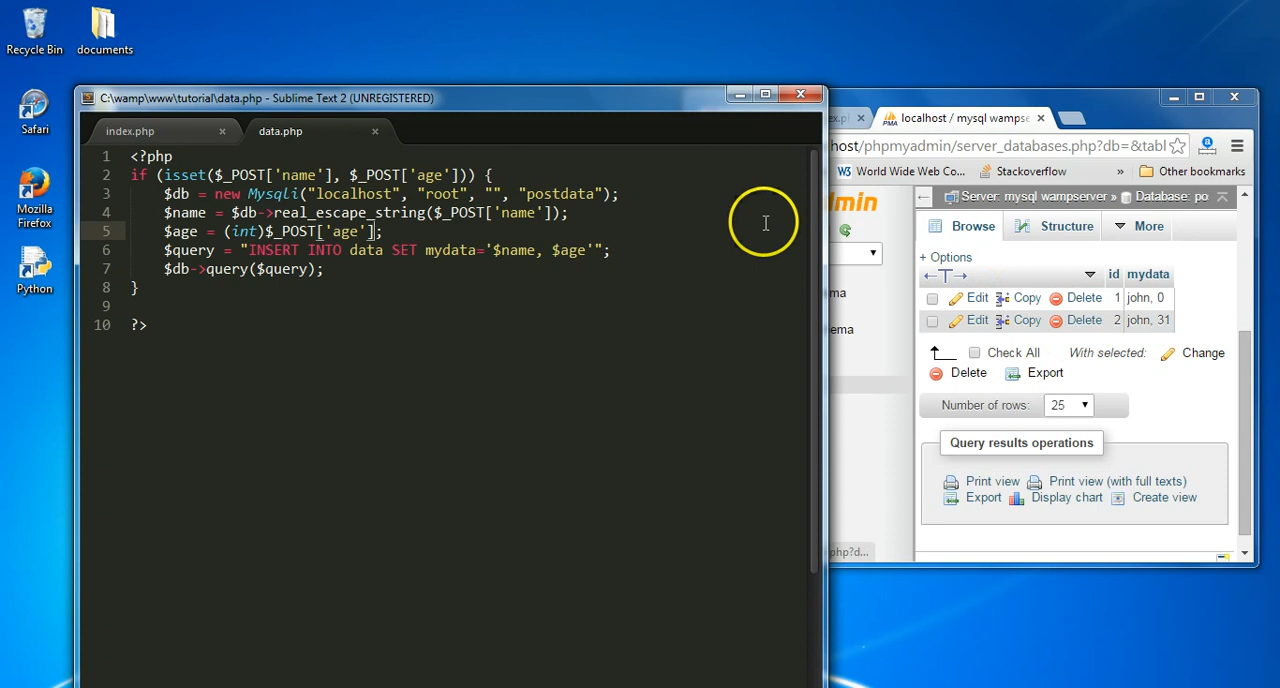 Recycle Bin
documents
Safari
Mozilla
Firefox
Python
C:\wamp\www\tutorial\data.php - Sublime Text 2 (UNREGISTERED)
index.php
data.php
1 <?php
2 if (isset($_POST['name'], $_POST['age'])) {
3 $db = new Mysqli("localhost", "root", "", "postdata");
4 $name = $db->real_escape_string($_POST['name']);
5 $age = (int)$_POST['age'];
6 $query = "INSERT INTO data SET mydata='$name, $age'";
7 $db->query($query);
8 }
9
10 ?>
PMA localhost / mysql wampse
host/phpmyadmin/server_databases.php?db=&tabl
W3 World Wide Web Co...
Stackoverflow
»
Other bookmarks
dmin
ma
ema
php?d...
Server: mysql wampserver » Database: po
Browse
Structure
More
+ Options
←T→
id
mydata
Edit Copy Delete 1 john, 0
Edit Copy Delete 2 john, 31
Check All
With selected:
Change
Delete
Export
Number of rows: 25
Query results operations
Print view
Print view (with full texts)
Export
Display chart
Create view